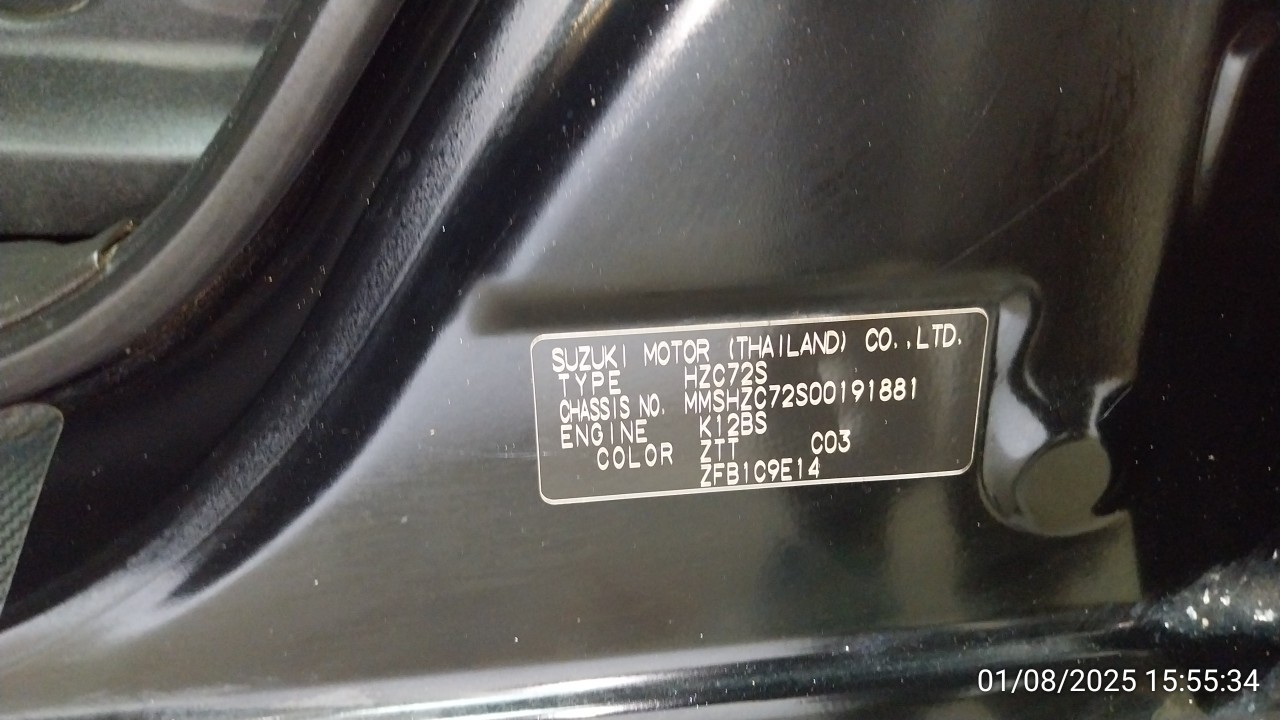 SUZUKI MOTOR (THAILAND) CO.,LTD.
TYPE HZC72S
CHASSIS NO. MMSHZC72S00191881
ENGINE K12BS
COLOR ZTT C03
ZFB1C9E14
01/08/2025 15:55:34